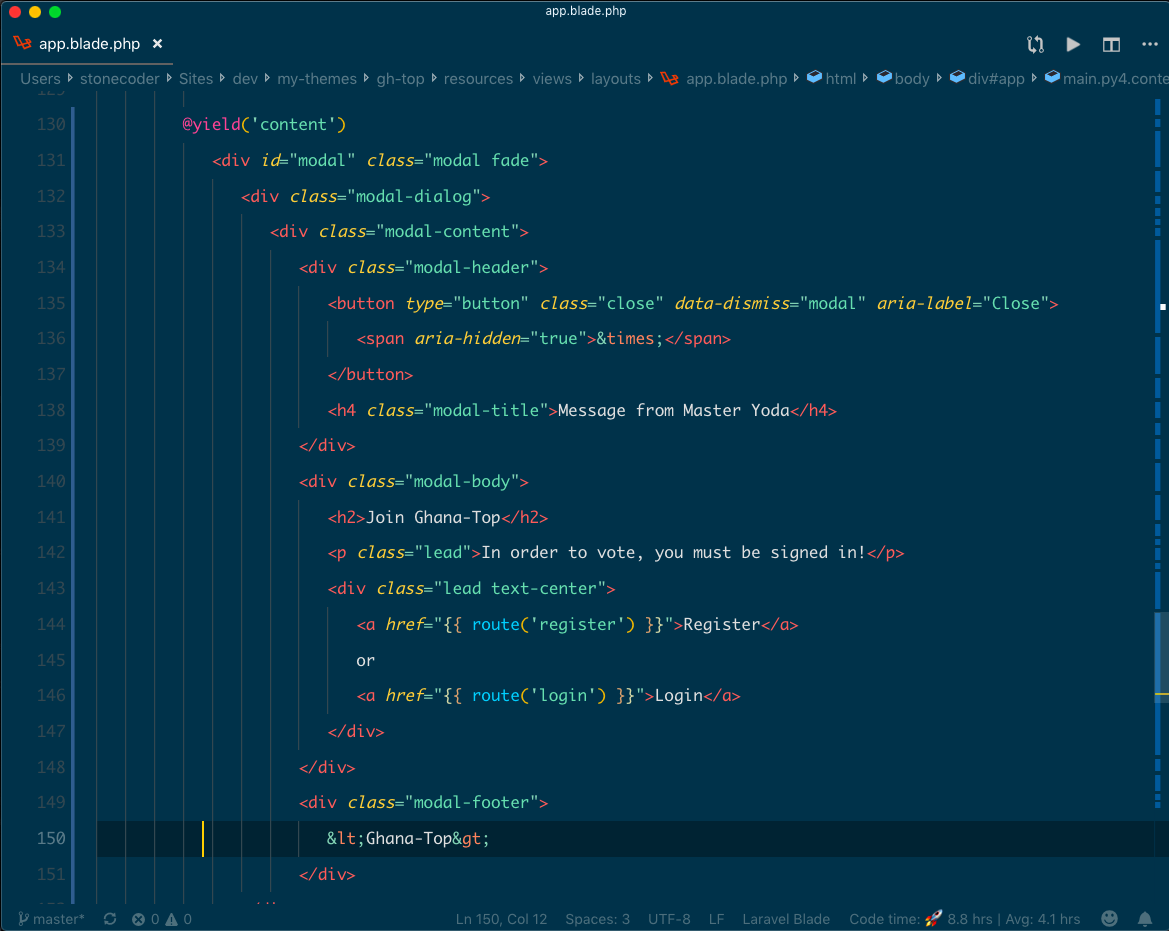 app.blade.php
app.blade.php ×
Users stonecoder Sites dev my-themes gh-top resources views layouts app.blade.php html body div#app main.py4.conte
130 @yield('content')
131 <div id="modal" class="modal fade">
132 <div class="modal-dialog">
133 <div class="modal-content">
134 <div class="modal-header">
135 <button type="button" class="close" data-dismiss="modal" aria-label="Close">
136 <span aria-hidden="true">&times;</span>
137 </button>
138 <h4 class="modal-title">Message from Master Yoda</h4>
139 </div>
140 <div class="modal-body">
141 <h2>Join Ghana-Top</h2>
142 <p class="lead">In order to vote, you must be signed in!</p>
143 <div class="lead text-center">
144 <a href="{{ route('register') }}">Register</a>
145 or
146 <a href="{{ route('login') }}">Login</a>
147 </div>
148 </div>
149 <div class="modal-footer">
150 &lt;Ghana-Top&gt;
151 </div>
master* 0 0 Ln 150, Col 12 Spaces: 3 UTF-8 LF Laravel Blade Code time: 🚀 8.8 hrs | Avg: 4.1 hrs